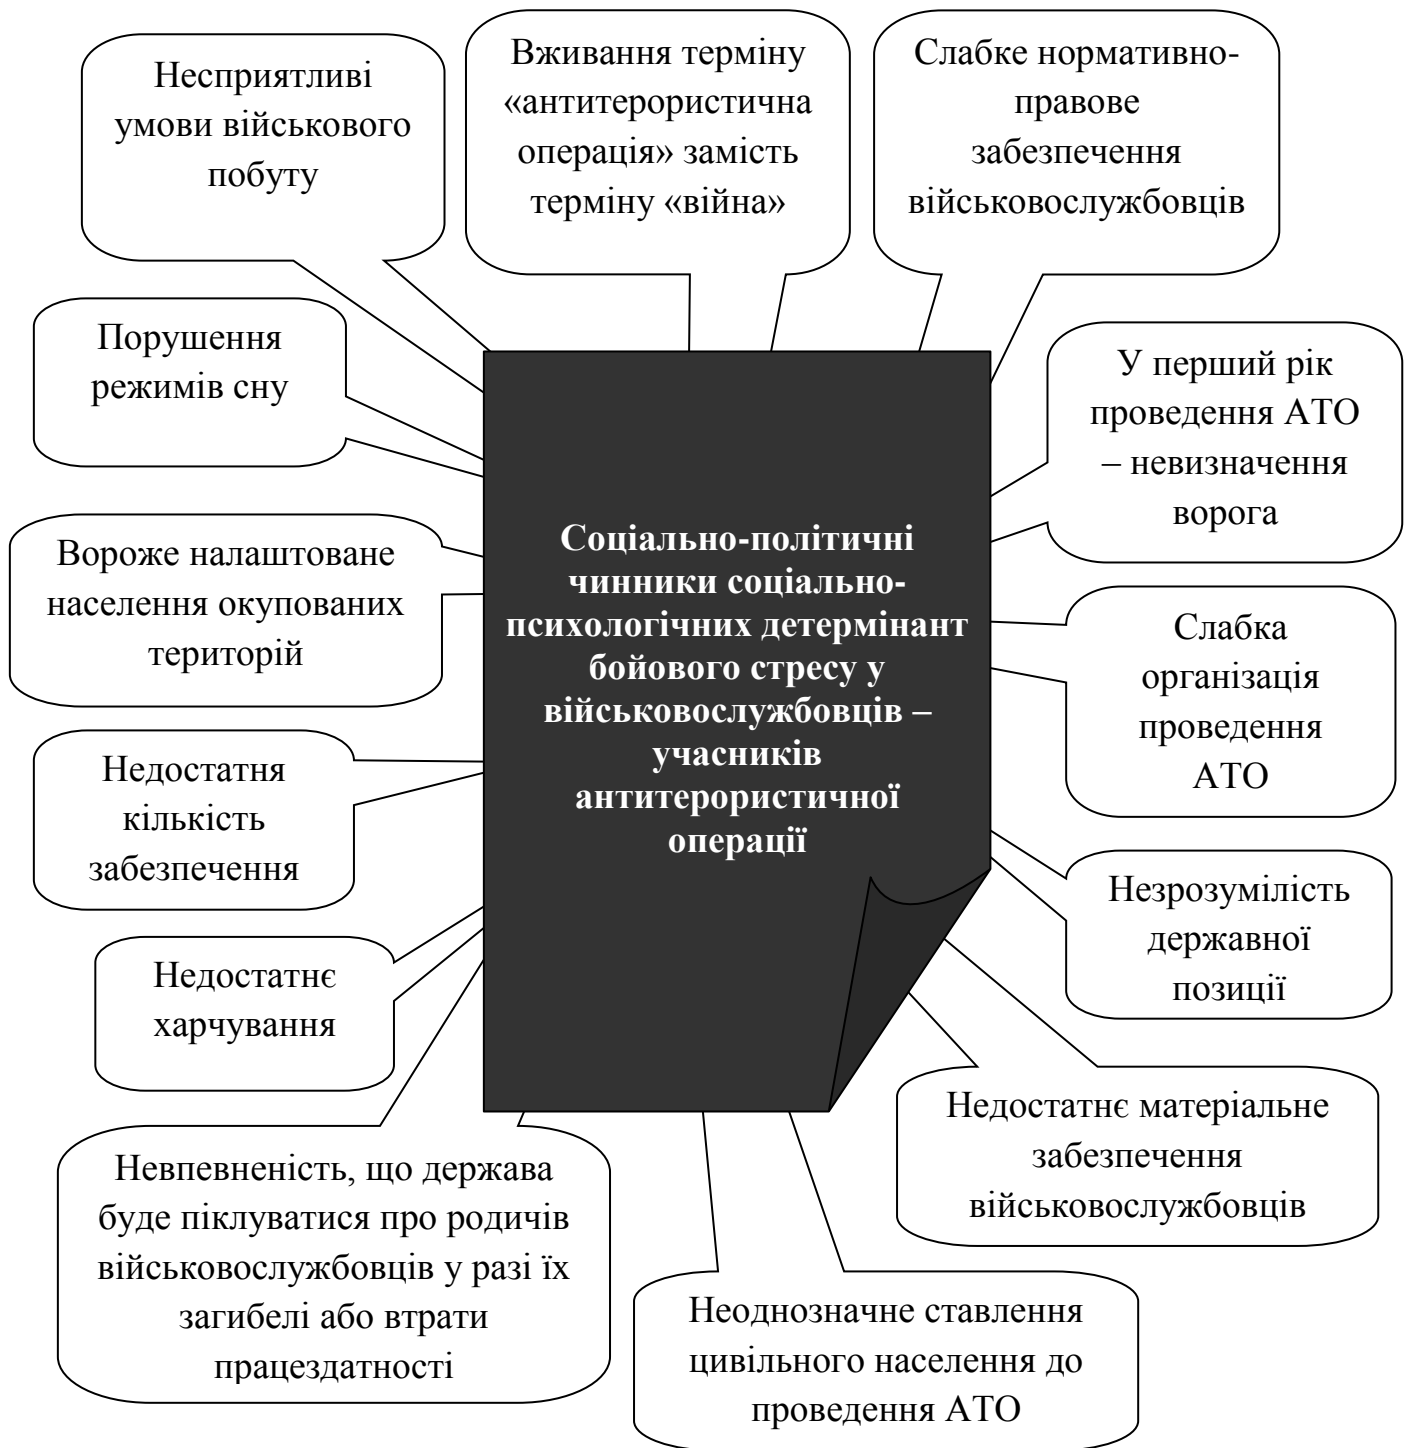 Несприятливі
умови військового
побуту
Вживання терміну
«антитерористична
операція» замість
терміну «війна»
Слабке нормативно-
правове
забезпечення
військовослужбовців
Порушення
режимів сну
У перший рік
проведення АТО
– невизначення
ворога
Вороже налаштоване
населення окупованих
територій
Соціально-політичні
чинники соціально-
психологічних детермінант
бойового стресу у
військовослужбовців –
учасників
антитерористичної
операції
Слабка
організація
проведення
АТО
Недостатня
кількість
забезпечення
Незрозумілість
державної
позиції
Недостатнє
харчування
Недостатнє матеріальне
забезпечення
військовослужбовців
Невпевненість, що держава
буде піклуватися про родичів
військовослужбовців у разі їх
загибелі або втрати
працездатності
Неоднозначне ставлення
цивільного населення до
проведення АТО